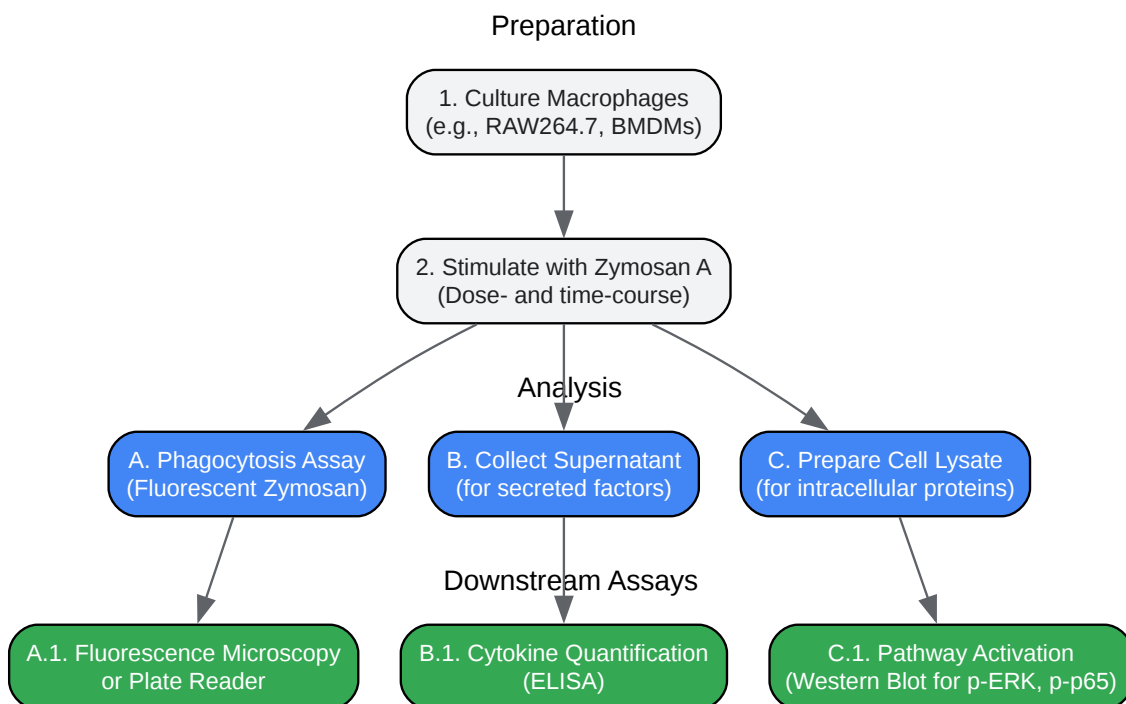 Preparation
1. Culture Macrophages
(e.g., RAW264.7, BMDMs)
2. Stimulate with Zymosan A
(Dose- and time-course)
Analysis
A. Phagocytosis Assay
(Fluorescent Zymosan)
B. Collect Supernatant
(for secreted factors)
C. Prepare Cell Lysate
(for intracellular proteins)
Downstream Assays
A.1. Fluorescence Microscopy
or Plate Reader
B.1. Cytokine Quantification
(ELISA)
C.1. Pathway Activation
(Western Blot for p-ERK, p-p65)